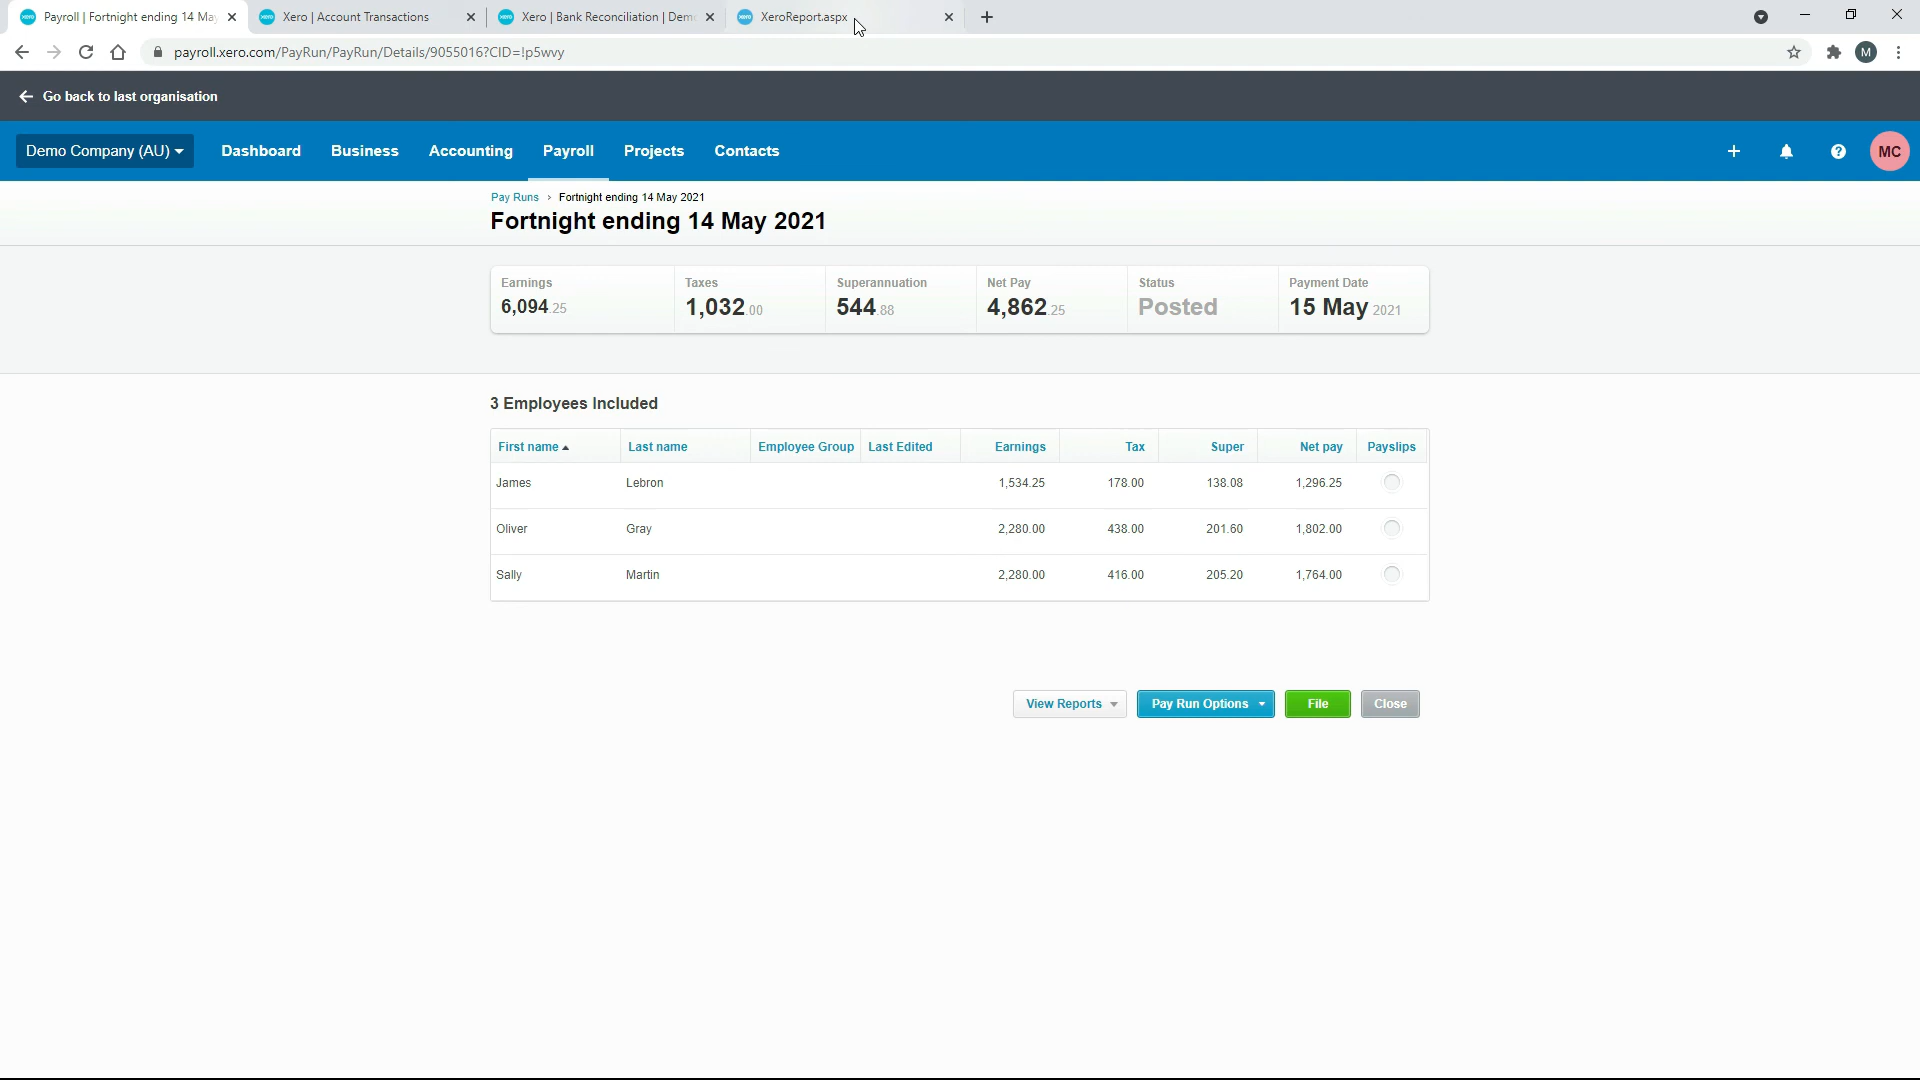 Payroll | Fortnight ending 14 May
Xero | Account Transactions
Xero | Bank Reconciliation | Dem
XeroReport.aspx
payroll.xero.com/PayRun/PayRun/Details/9055016?CID=!p5wvy
M
Go back to last organisation
Demo Company (AU)
Dashboard
Business
Accounting
Payroll
Projects
Contacts
MC
Pay Runs › Fortnight ending 14 May 2021
Fortnight ending 14 May 2021
Earnings Taxes Superannuation Net Pay Status Payment Date
6,094.25 1,032.00 544.88 4,862.25 Posted 15 May 2021
3 Employees Included
First name Last name Employee Group Last Edited Earnings Tax Super Net pay Payslips
James Lebron 1,534.25 178.00 138.08 1,296.25
Oliver Gray 2,280.00 438.00 201.60 1,802.00
Sally Martin 2,280.00 416.00 205.20 1,764.00
View Reports Pay Run Options File Close